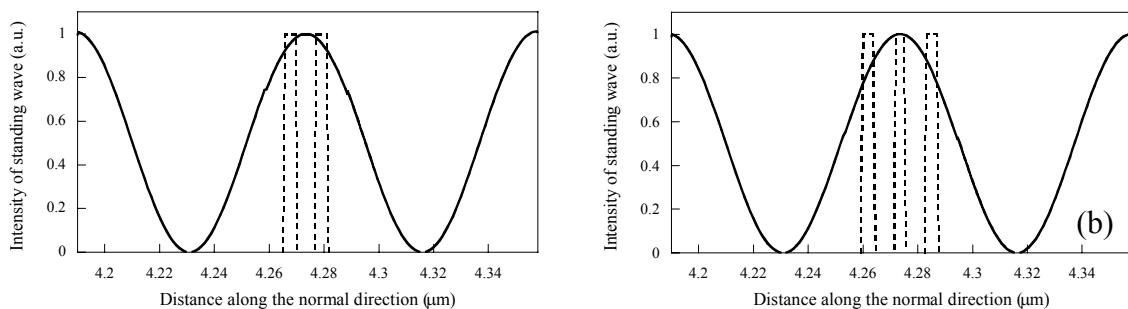 Intensity of standing wave (a.u.)
1
0.8
0.6
0.4
0.2
0
4.2 4.22 4.24 4.26 4.28 4.3 4.32 4.34
Distance along the normal direction (μm)
Intensity of standing wave (a.u.)
1
0.8
0.6
0.4
0.2
0
4.2 4.22 4.24 4.26 4.28 4.3 4.32 4.34
Distance along the normal direction (μm)
(b)